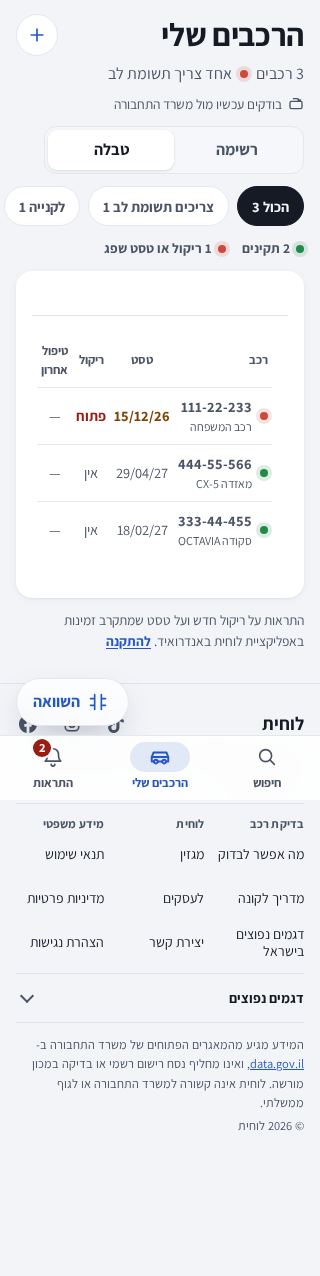 הרכבים שלי
3 רכבים אחד צריך תשומת לב
בודקים עכשיו מול משרד התחבורה
רשימה
טבלה
הכול 3
צריכים תשומת לב 1
לקנייה 1
2 תקינים
1 ריקול או טסט שפג
רכב טסט ריקול טיפול אחרון
111-22-233 15/12/26 פתוח —
רכב המשפחה
444-55-566 29/04/27 אין —
מאזדה CX-5
333-44-455 18/02/27 אין —
סקודה OCTAVIA
התראות על ריקול חדש ועל טסט שמתקרב זמינות
באפליקציית לוחית באנדרואיד. להתקנה
השוואה
לוחית
חיפוש
הרכבים שלי
2
התראות
בדיקת רכב לוחית מידע משפטי
מה אפשר לבדוק מגזין תנאי שימוש
מדריך לקונה לעסקים מדיניות פרטיות
דגמים נפוצים בישראל יצירת קשר הצהרת נגישות
דגמים נפוצים
המידע מגיע מהמאגרים הפתוחים של משרד התחבורה ב-
data.gov.il, ואינו מחליף נסח רישום רשמי או בדיקה במכון
מורשה. לוחית אינה קשורה למשרד התחבורה או לגוף
ממשלתי.
© 2026 לוחית